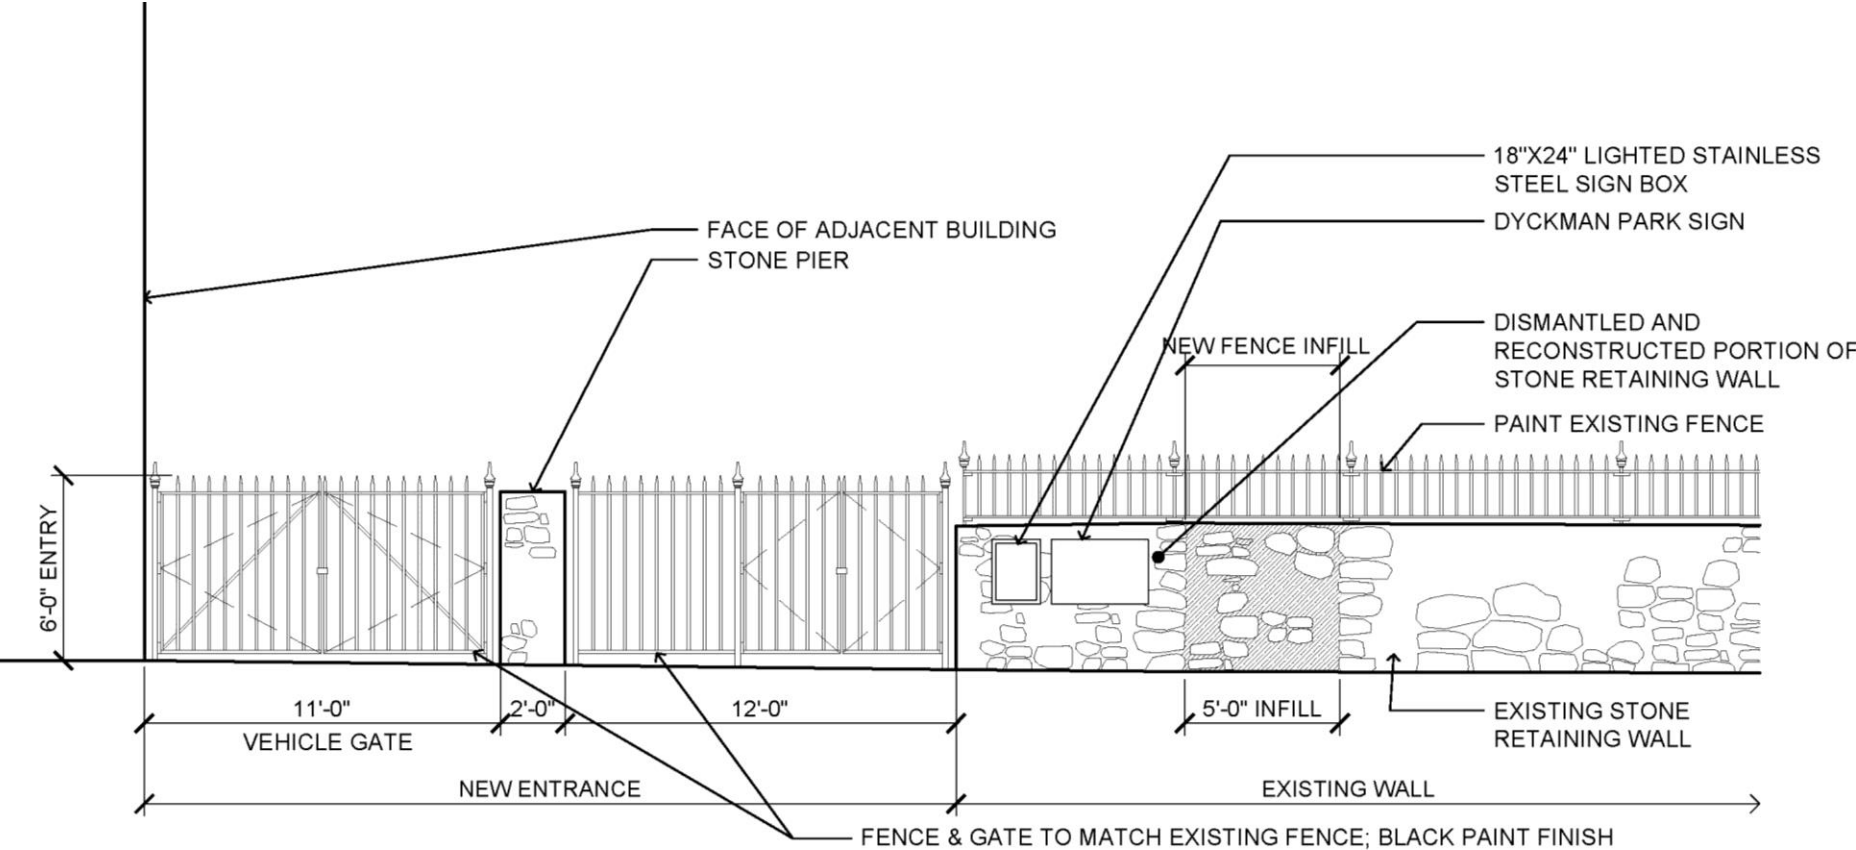 18"X24" LIGHTED STAINLESS
STEEL SIGN BOX
DYCKMAN PARK SIGN
FACE OF ADJACENT BUILDING
STONE PIER
DISMANTLED AND
RECONSTRUCTED PORTION OF
STONE RETAINING WALL
NEW FENCE INFILL
PAINT EXISTING FENCE
6'-0" ENTRY
11'-0"
2'-0"
12'-0"
5'-0" INFILL
EXISTING STONE
RETAINING WALL
VEHICLE GATE
NEW ENTRANCE
EXISTING WALL
FENCE & GATE TO MATCH EXISTING FENCE; BLACK PAINT FINISH